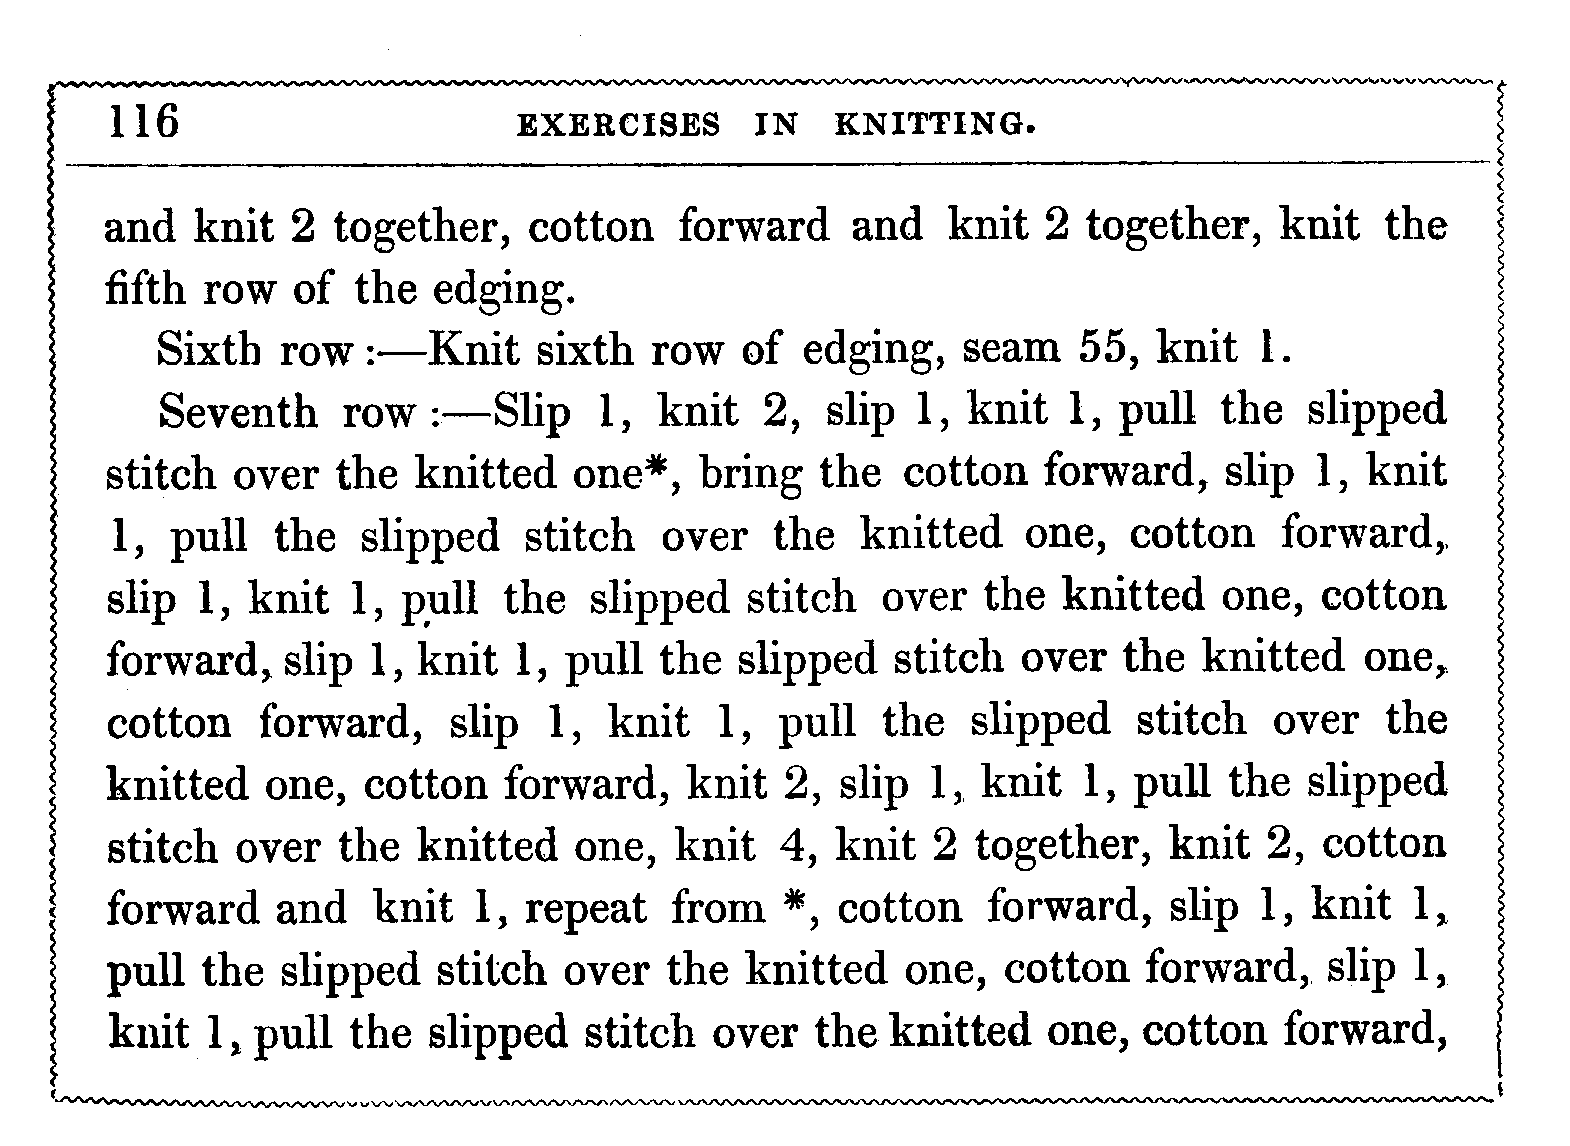 116 EXERCISES IN KNITTING.
and knit 2 together, cotton forward and knit 2 together, knit the
fifth row of the edging.
Sixth row :—Knit sixth row of edging, seam 55, knit 1.
Seventh row :—Slip 1, knit 2, slip 1, knit 1, pull the slipped
stitch over the knitted one*, bring the cotton forward, slip 1, knit
1, pull the slipped stitch over the knitted one, cotton forward,
slip 1, knit 1, pull the slipped stitch over the knitted one, cotton
forward, slip 1, knit 1, pull the slipped stitch over the knitted one,
cotton forward, slip 1, knit 1, pull the slipped stitch over the
knitted one, cotton forward, knit 2, slip 1, knit 1, pull the slipped
stitch over the knitted one, knit 4, knit 2 together, knit 2, cotton
forward and knit 1, repeat from *, cotton forward, slip 1, knit 1,
pull the slipped stitch over the knitted one, cotton forward, slip 1,
knit 1, pull the slipped stitch over the knitted one, cotton forward,